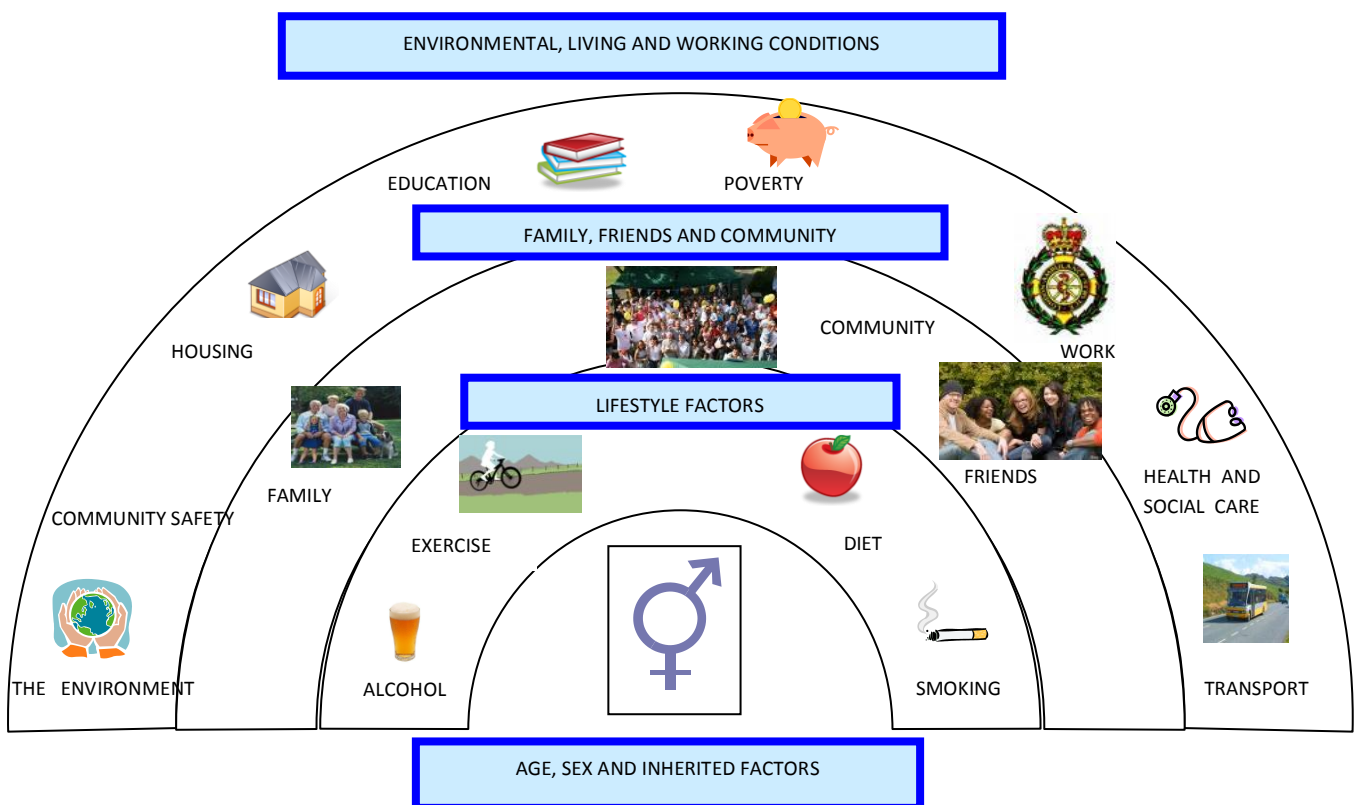 ENVIRONMENTAL, LIVING AND WORKING CONDITIONS
EDUCATION
POVERTY
FAMILY, FRIENDS AND COMMUNITY
HOUSING
COMMUNITY
WORK
LIFESTYLE FACTORS
FAMILY
FRIENDS
HEALTH AND
SOCIAL CARE
COMMUNITY SAFETY
EXERCISE
DIET
THE ENVIRONMENT
ALCOHOL
SMOKING
TRANSPORT
AGE, SEX AND INHERITED FACTORS